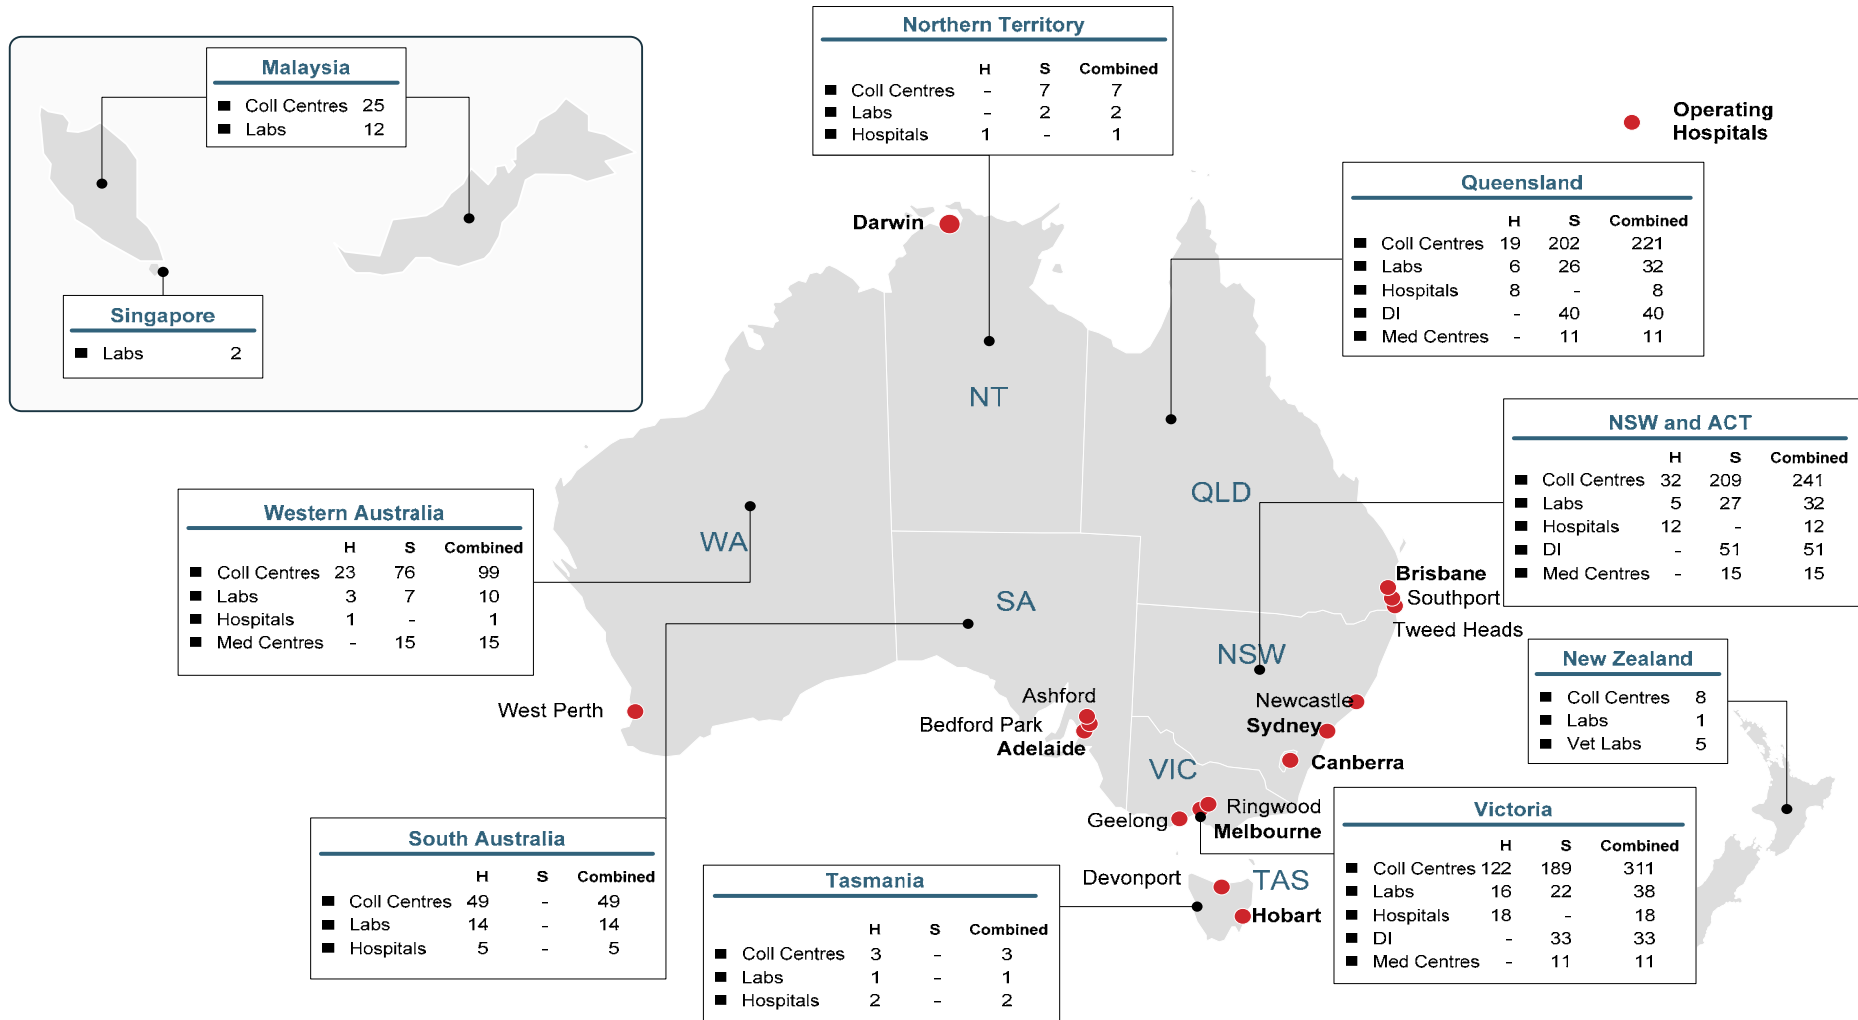 Northern Territory
H S Combined
Coll Centres - 7 7
Labs - 2 2
Hospitals 1 - 1
Malaysia
Coll Centres 25
Labs 12
Singapore
Labs 2
Operating
Hospitals
Queensland
H S Combined
Coll Centres 19 202 221
Labs 6 26 32
Hospitals 8 - 8
DI - 40 40
Med Centres - 11 11
Darwin
NT
QLD
WA
SA
NSW
VIC
TAS
NSW and ACT
H S Combined
Coll Centres 32 209 241
Labs 5 27 32
Hospitals 12 - 12
DI - 51 51
Med Centres - 15 15
Western Australia
H S Combined
Coll Centres 23 76 99
Labs 3 7 10
Hospitals 1 - 1
Med Centres - 15 15
Brisbane
Southport
Tweed Heads
New Zealand
Coll Centres 8
Labs 1
Vet Labs 5
West Perth
Ashford
Bedford Park
Adelaide
Newcastle
Sydney
Canberra
Ringwood
Melbourne
Geelong
Devonport
Hobart
Victoria
H S Combined
Coll Centres 122 189 311
Labs 16 22 38
Hospitals 18 - 18
DI - 33 33
Med Centres - 11 11
South Australia
H S Combined
Coll Centres 49 - 49
Labs 14 - 14
Hospitals 5 - 5
Tasmania
H S Combined
Coll Centres 3 - 3
Labs 1 - 1
Hospitals 2 - 2